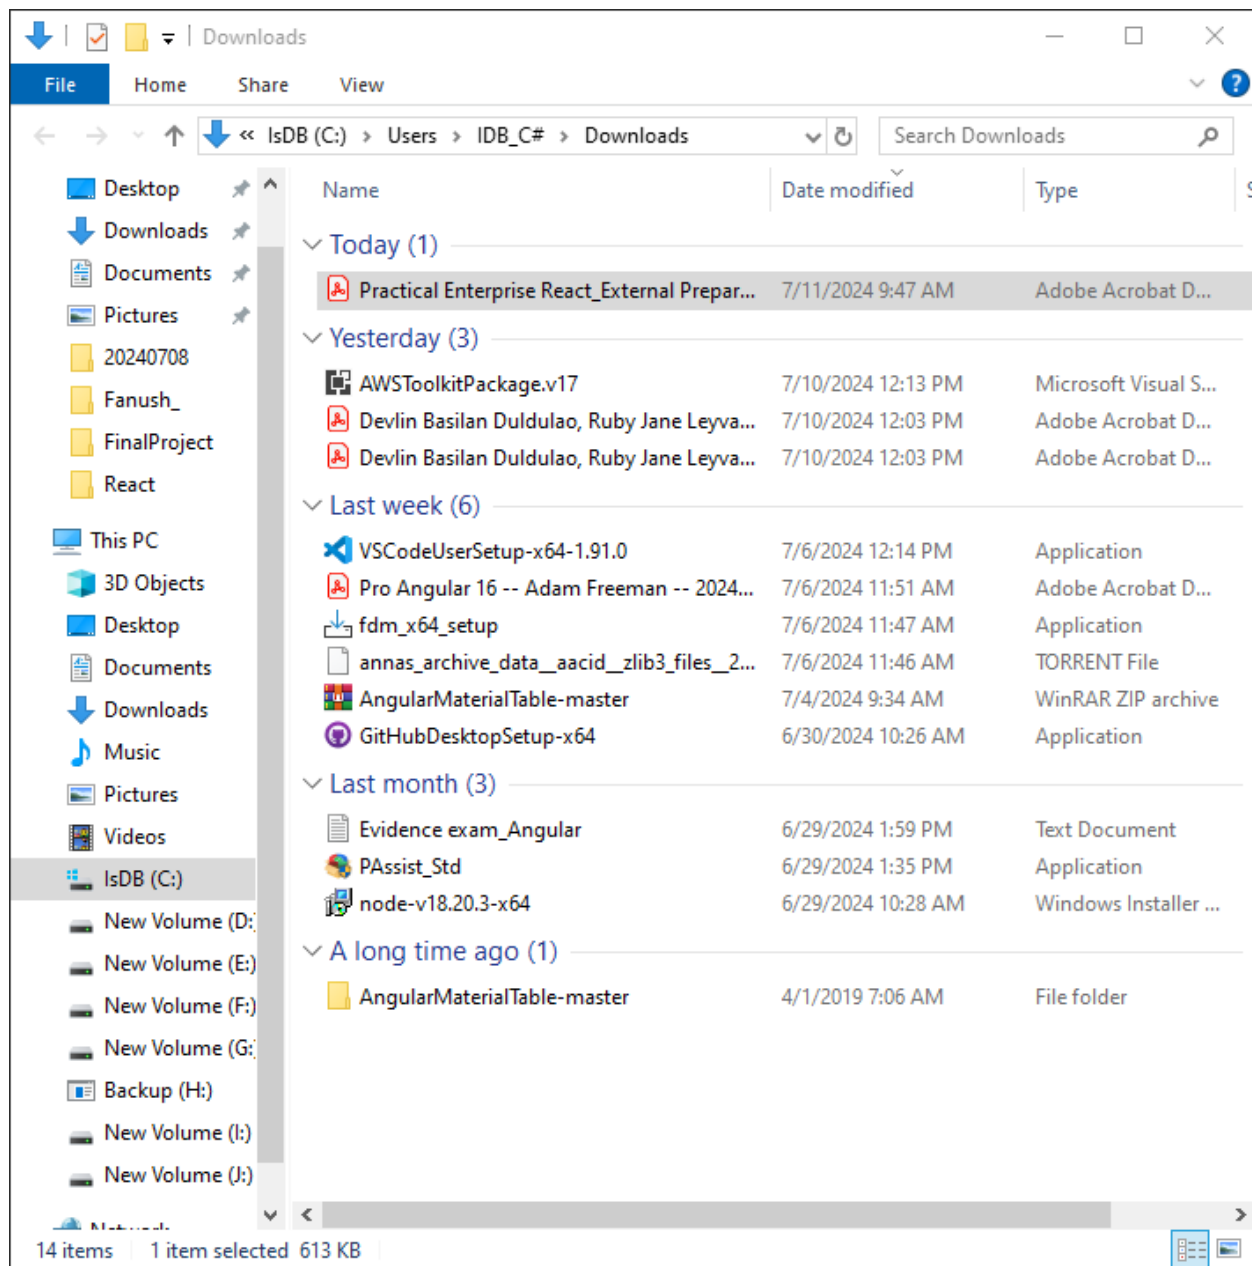 Downloads
File Home Share View
« IsDB (C:) › Users › IDB_C# › Downloads
Search Downloads
Desktop
Downloads
Documents
Pictures
20240708
Fanush_
FinalProject
React
This PC
3D Objects
Desktop
Documents
Downloads
Music
Pictures
Videos
IsDB (C:)
New Volume (D:)
New Volume (E:)
New Volume (F:)
New Volume (G:)
Backup (H:)
New Volume (I:)
New Volume (J:)
Name Date modified Type
Today (1)
Practical Enterprise React_External Prepar... 7/11/2024 9:47 AM Adobe Acrobat D...
Yesterday (3)
AWSToolkitPackage.v17 7/10/2024 12:13 PM Microsoft Visual S...
Devlin Basilan Duldulao, Ruby Jane Leyva... 7/10/2024 12:03 PM Adobe Acrobat D...
Devlin Basilan Duldulao, Ruby Jane Leyva... 7/10/2024 12:03 PM Adobe Acrobat D...
Last week (6)
VSCodeUserSetup-x64-1.91.0 7/6/2024 12:14 PM Application
Pro Angular 16 -- Adam Freeman -- 2024... 7/6/2024 11:51 AM Adobe Acrobat D...
fdm_x64_setup 7/6/2024 11:47 AM Application
annas_archive_data__aacid__zlib3_files__2... 7/6/2024 11:46 AM TORRENT File
AngularMaterialTable-master 7/4/2024 9:34 AM WinRAR ZIP archive
GitHubDesktopSetup-x64 6/30/2024 10:26 AM Application
Last month (3)
Evidence exam_Angular 6/29/2024 1:59 PM Text Document
PAssist_Std 6/29/2024 1:35 PM Application
node-v18.20.3-x64 6/29/2024 10:28 AM Windows Installer ...
A long time ago (1)
AngularMaterialTable-master 4/1/2019 7:06 AM File folder
14 items 1 item selected 613 KB